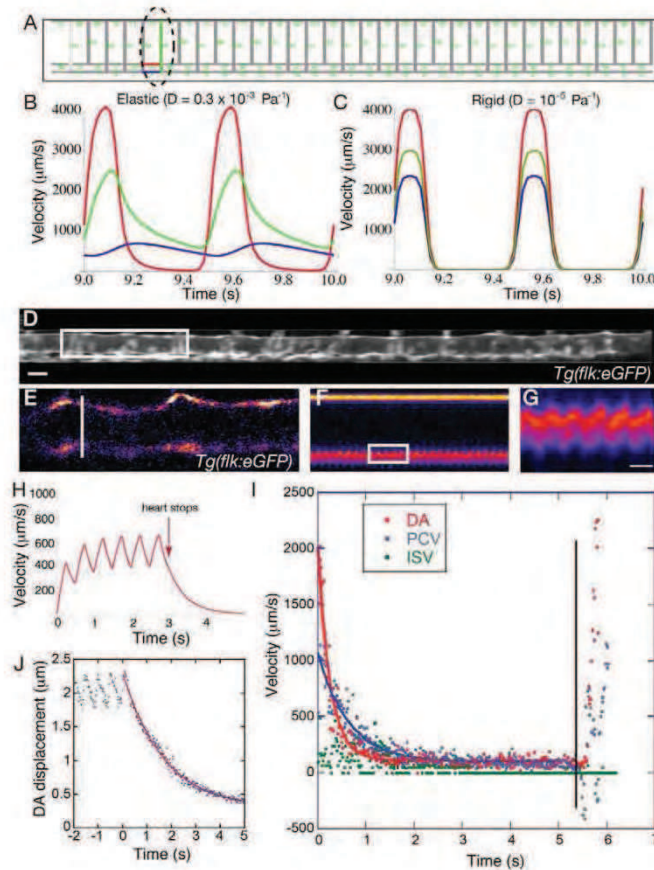 A
B Elastic (D = 0.3 x 10⁻³ Pa⁻¹)
Velocity (μm/s)
4000
3000
2000
1000
9.0 9.2 9.4 9.6 9.8 10.0
Time (s)
C Rigid (D = 10⁻⁵ Pa⁻¹)
Velocity (μm/s)
4000
3000
2000
1000
9.0 9.2 9.4 9.6 9.8 10.0
Time (s)
D
Tg(flk:eGFP)
E
Tg(flk:eGFP)
F
G
H
Velocity (μm/s)
1000
800
600
400
200
heart stops
0 1 2 3 4
Time (s)
I
Velocity (μm/s)
2500
2000
1500
1000
500
0
-500
DA
PCV
ISV
0 1 2 3 4 5 6 7
Time (s)
J
DA displacement (μm)
2.5
2
1.5
1
0.5
0
-2 -1 0 1 2 3 4 5
Time (s)